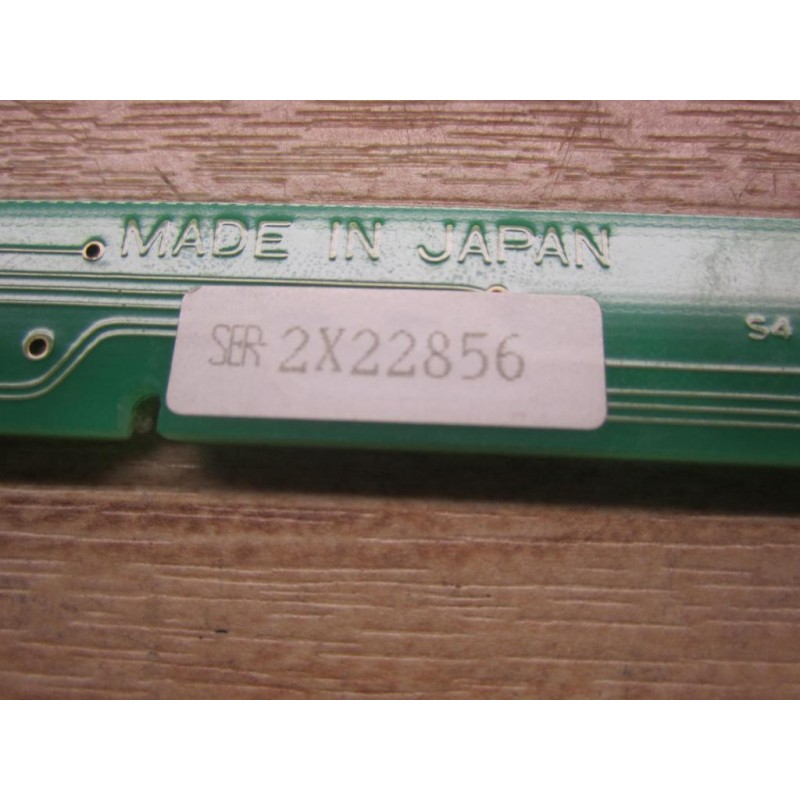 MADE IN JAPAN
SER- 2X22856
S4